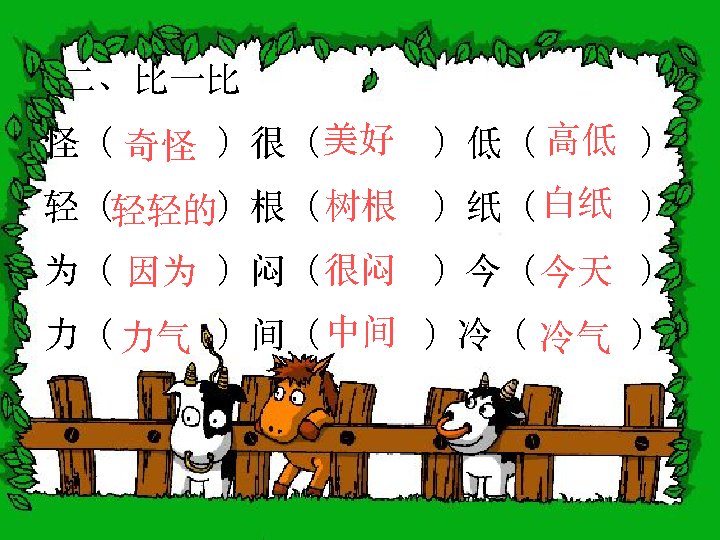 二、比一比
怪（奇怪）很（美好）低（高低）
轻（轻轻的）根（树根）纸（白纸）
为（因为）闷（很闷）今（今天）
力（力气）间（中间）冷（冷气）